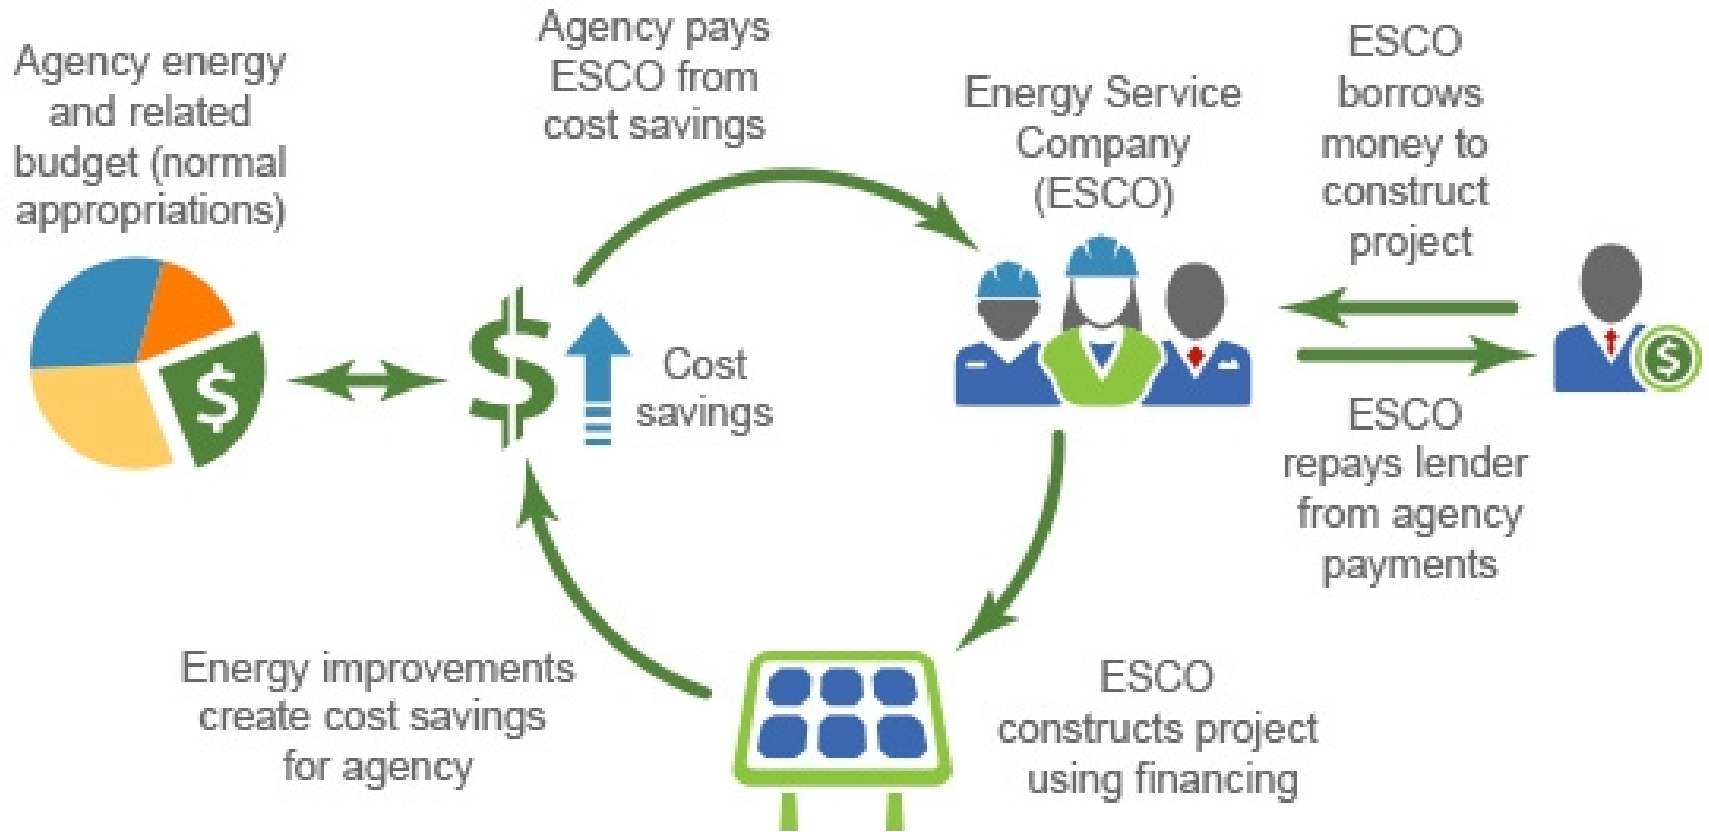 Agency energy
and related
budget (normal
appropriations)
Agency pays
ESCO from
cost savings
Energy Service
Company
(ESCO)
ESCO
borrows
money to
construct
project
$
$
Cost
savings
$
ESCO
repays lender
from agency
payments
Energy improvements
create cost savings
for agency
ESCO
constructs project
using financing